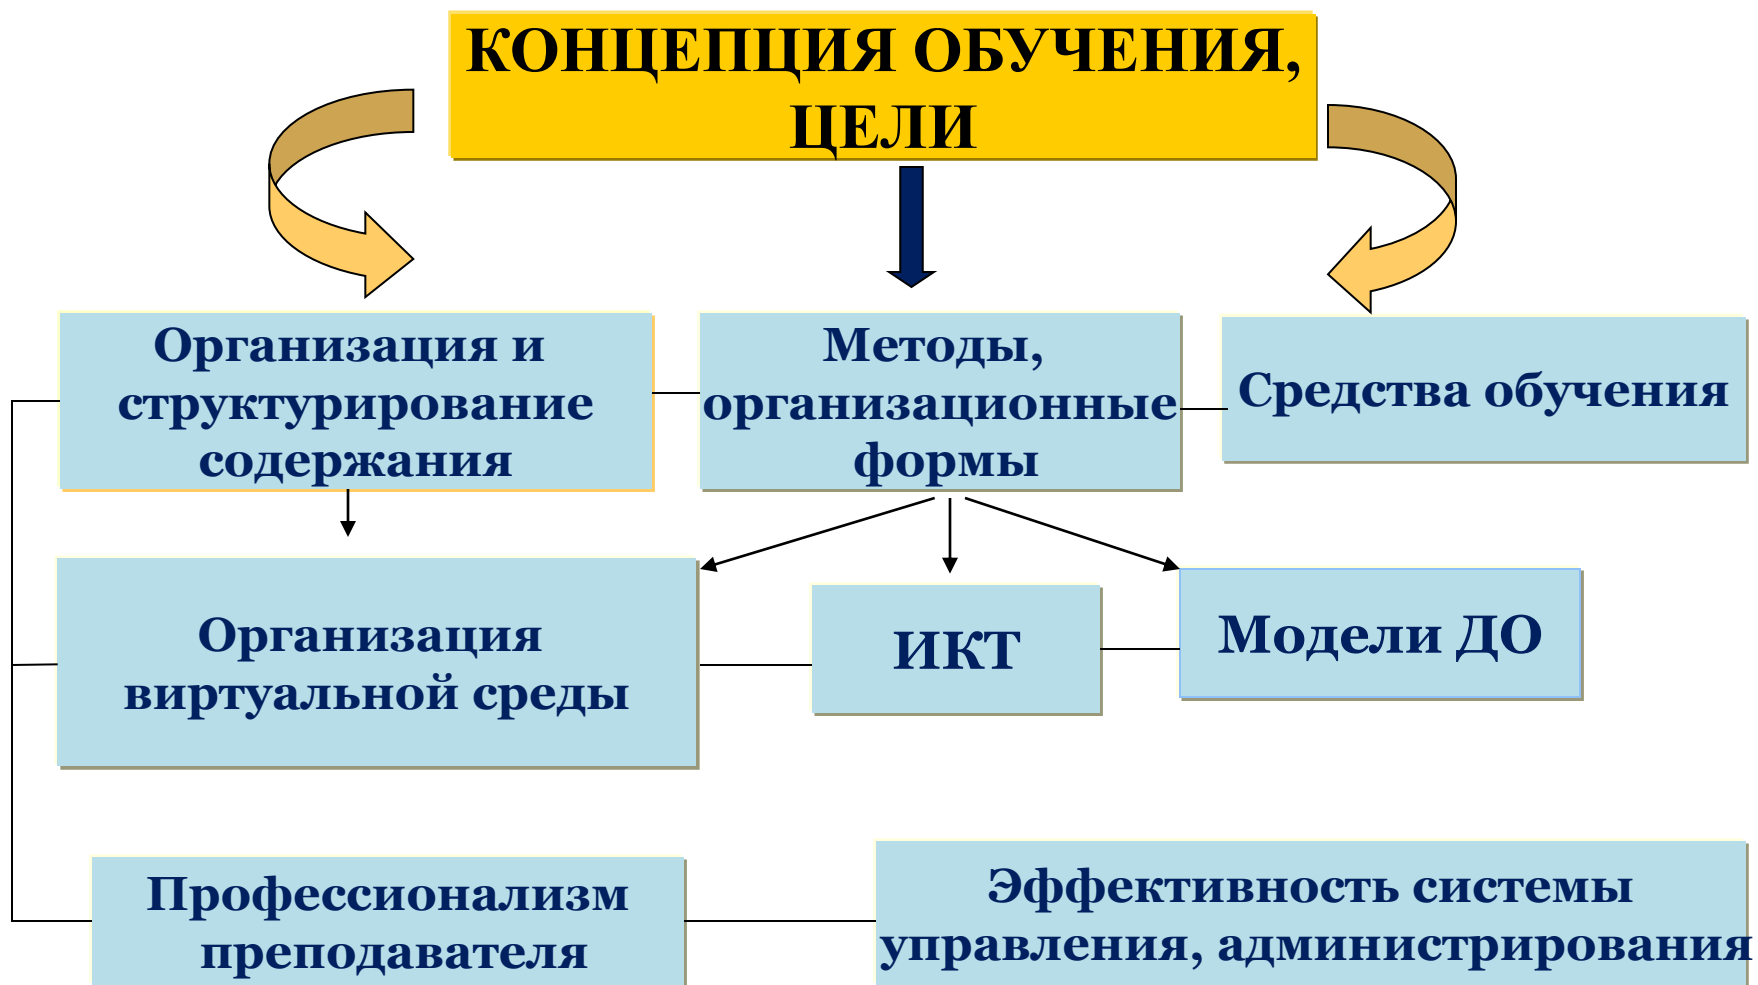 КОНЦЕПЦИЯ ОБУЧЕНИЯ,
ЦЕЛИ
Организация и
структурирование
содержания
Методы,
организационные
формы
Средства обучения
Организация
виртуальной среды
ИКТ
Модели ДО
Профессионализм
преподавателя
Эффективность системы
управления, администрирования